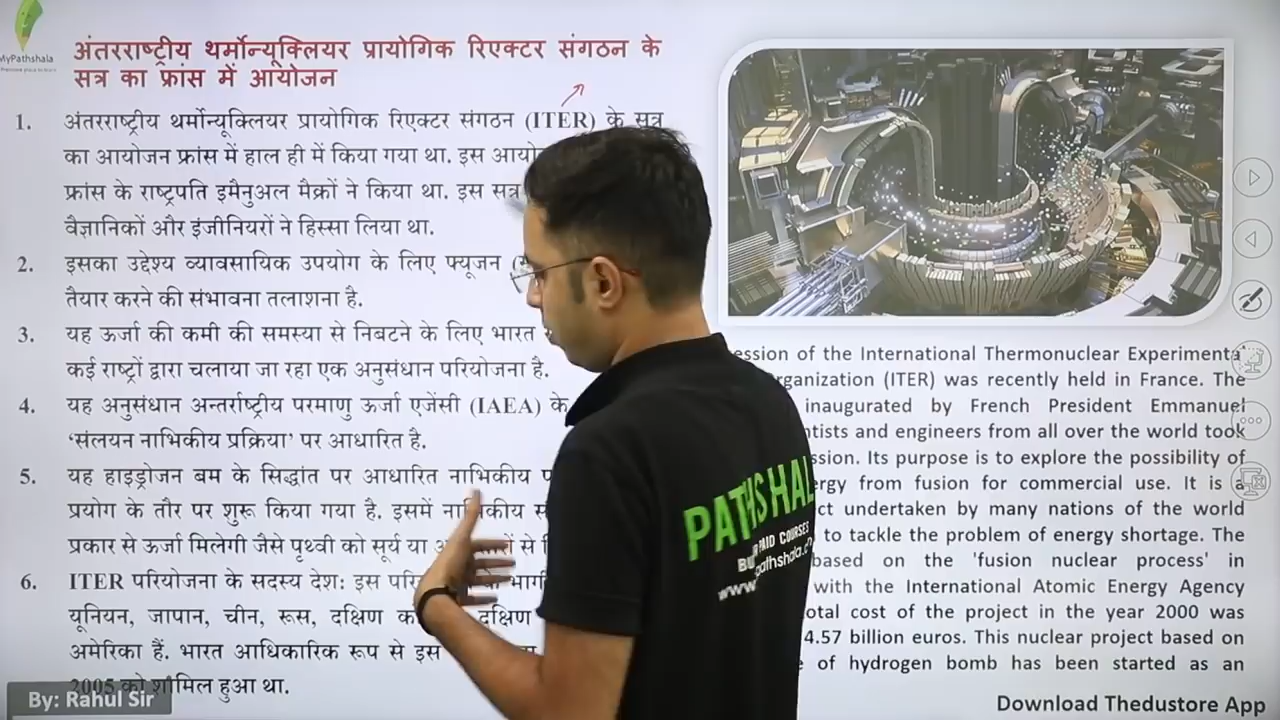 MyPathshala
अंतरराष्ट्रीय थर्मोन्यूक्लियर प्रायोगिक रिएक्टर संगठन के
सत्र का फ्रांस में आयोजन
1. अंतरराष्ट्रीय थर्मोन्यूक्लियर प्रायोगिक रिएक्टर संगठन (ITER) के सत्र
का आयोजन फ्रांस में हाल ही में किया गया था. इस
फ्रांस के राष्ट्रपति इमैनुअल मैक्रों ने किया था. इस सत्र
वैज्ञानिकों और इंजीनियरों ने हिस्सा लिया था.
2. इसका उद्देश्य व्यावसायिक उपयोग के लिए फ्यूजन
तैयार करने की संभावना तलाशना है.
3. यह ऊर्जा की कमी की समस्या से निबटने के लिए भारत
कई राष्ट्रों द्वारा चलाया जा रहा एक अनुसंधान परियोजना है.
4. यह अनुसंधान अन्तर्राष्ट्रीय परमाणु ऊर्जा एजेंसी (IAEA) के
‘संलयन नाभिकीय प्रक्रिया’ पर आधारित है.
5. यह हाइड्रोजन बम के सिद्धांत पर आधारित नाभिकीय
प्रयोग के तौर पर शुरू किया गया है. इसमें नाभिकीय
प्रकार से ऊर्जा मिलेगी जैसे पृथ्वी को सूर्य या से
6. ITER परियोजना के सदस्य देश: इस
यूनियन, जापान, चीन, रूस, दक्षिण दक्षिण
अमेरिका हैं. भारत आधिकारिक रूप से इस
2005 को शामिल हुआ था.
By: Rahul Sir
ession of the International Thermonuclear Experimental
rganization (ITER) was recently held in France. The
inaugurated by French President Emmanuel
ntists and engineers from all over the world took
ssion. Its purpose is to explore the possibility of
ergy from fusion for commercial use. It is a
ct undertaken by many nations of the world
to tackle the problem of energy shortage. The
based on the 'fusion nuclear process' in
with the International Atomic Energy Agency
otal cost of the project in the year 2000 was
4.57 billion euros. This nuclear project based on
e of hydrogen bomb has been started as an
Download Thedustore App
PATHSHAL
PAID COURSES
www. pathshala.c